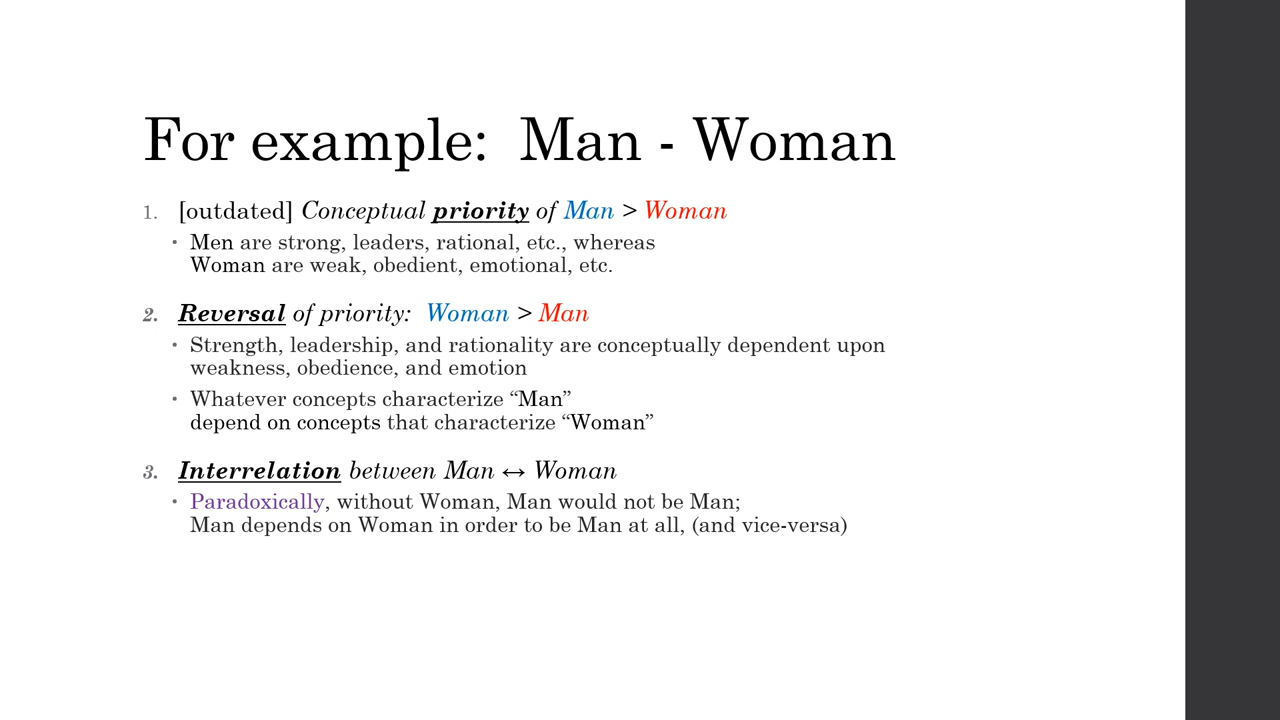 For example:  Man - Woman
1. [outdated] Conceptual priority of Man > Woman
• Men are strong, leaders, rational, etc., whereas
Woman are weak, obedient, emotional, etc.
2. Reversal of priority:  Woman > Man
• Strength, leadership, and rationality are conceptually dependent upon
weakness, obedience, and emotion
• Whatever concepts characterize “Man”
depend on concepts that characterize “Woman”
3. Interrelation between Man ↔ Woman
• Paradoxically, without Woman, Man would not be Man;
Man depends on Woman in order to be Man at all, (and vice-versa)